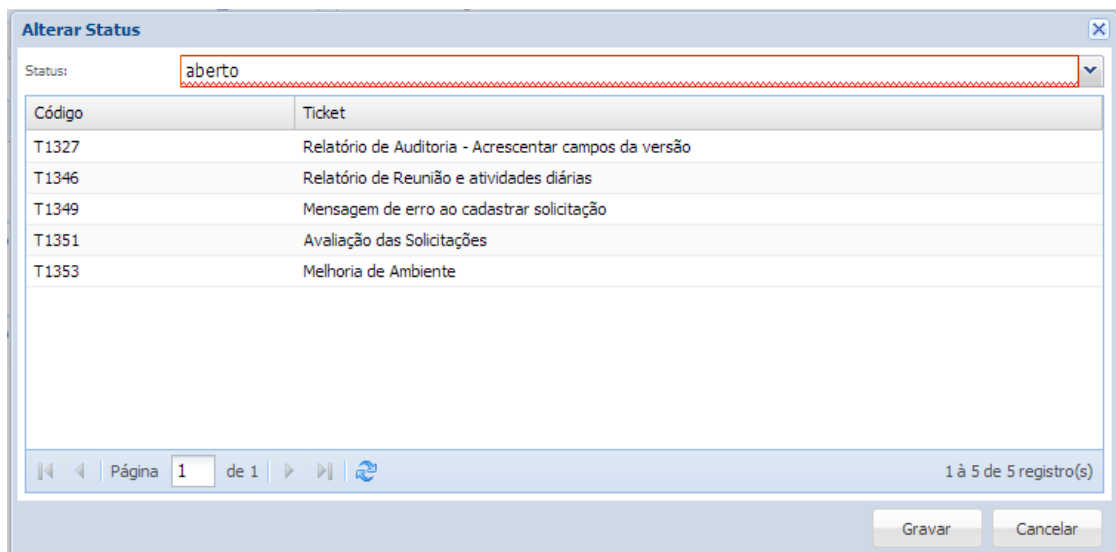 Alterar Status
Status: aberto
Código Ticket
T1327 Relatório de Auditoria - Acrescentar campos da versão
T1346 Relatório de Reunião e atividades diárias
T1349 Mensagem de erro ao cadastrar solicitação
T1351 Avaliação das Solicitações
T1353 Melhoria de Ambiente
Página 1 de 1 1 à 5 de 5 registro(s)
Gravar Cancelar